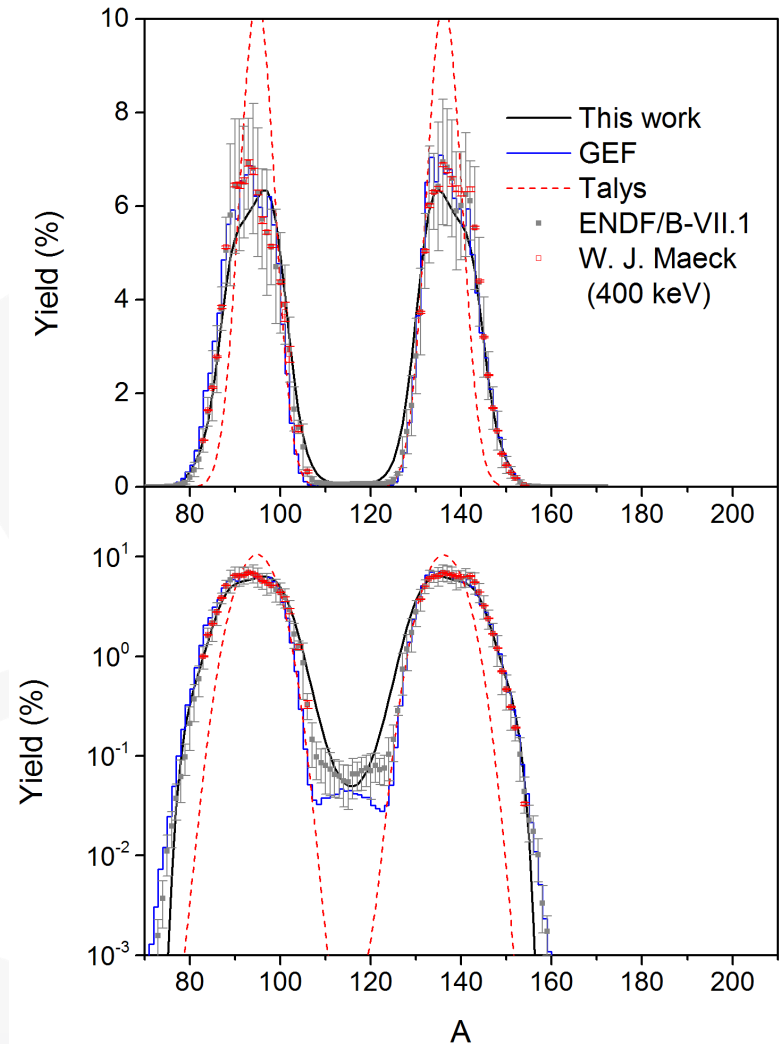 10
8
6
4
2
0
Yield (%)
This work
GEF
Talys
ENDF/B-VII.1
W. J. Maeck
(400 keV)
80 100 120 140 160 180 200
10^1
10^0
10^-1
10^-2
10^-3
Yield (%)
80 100 120 140 160 180 200
A